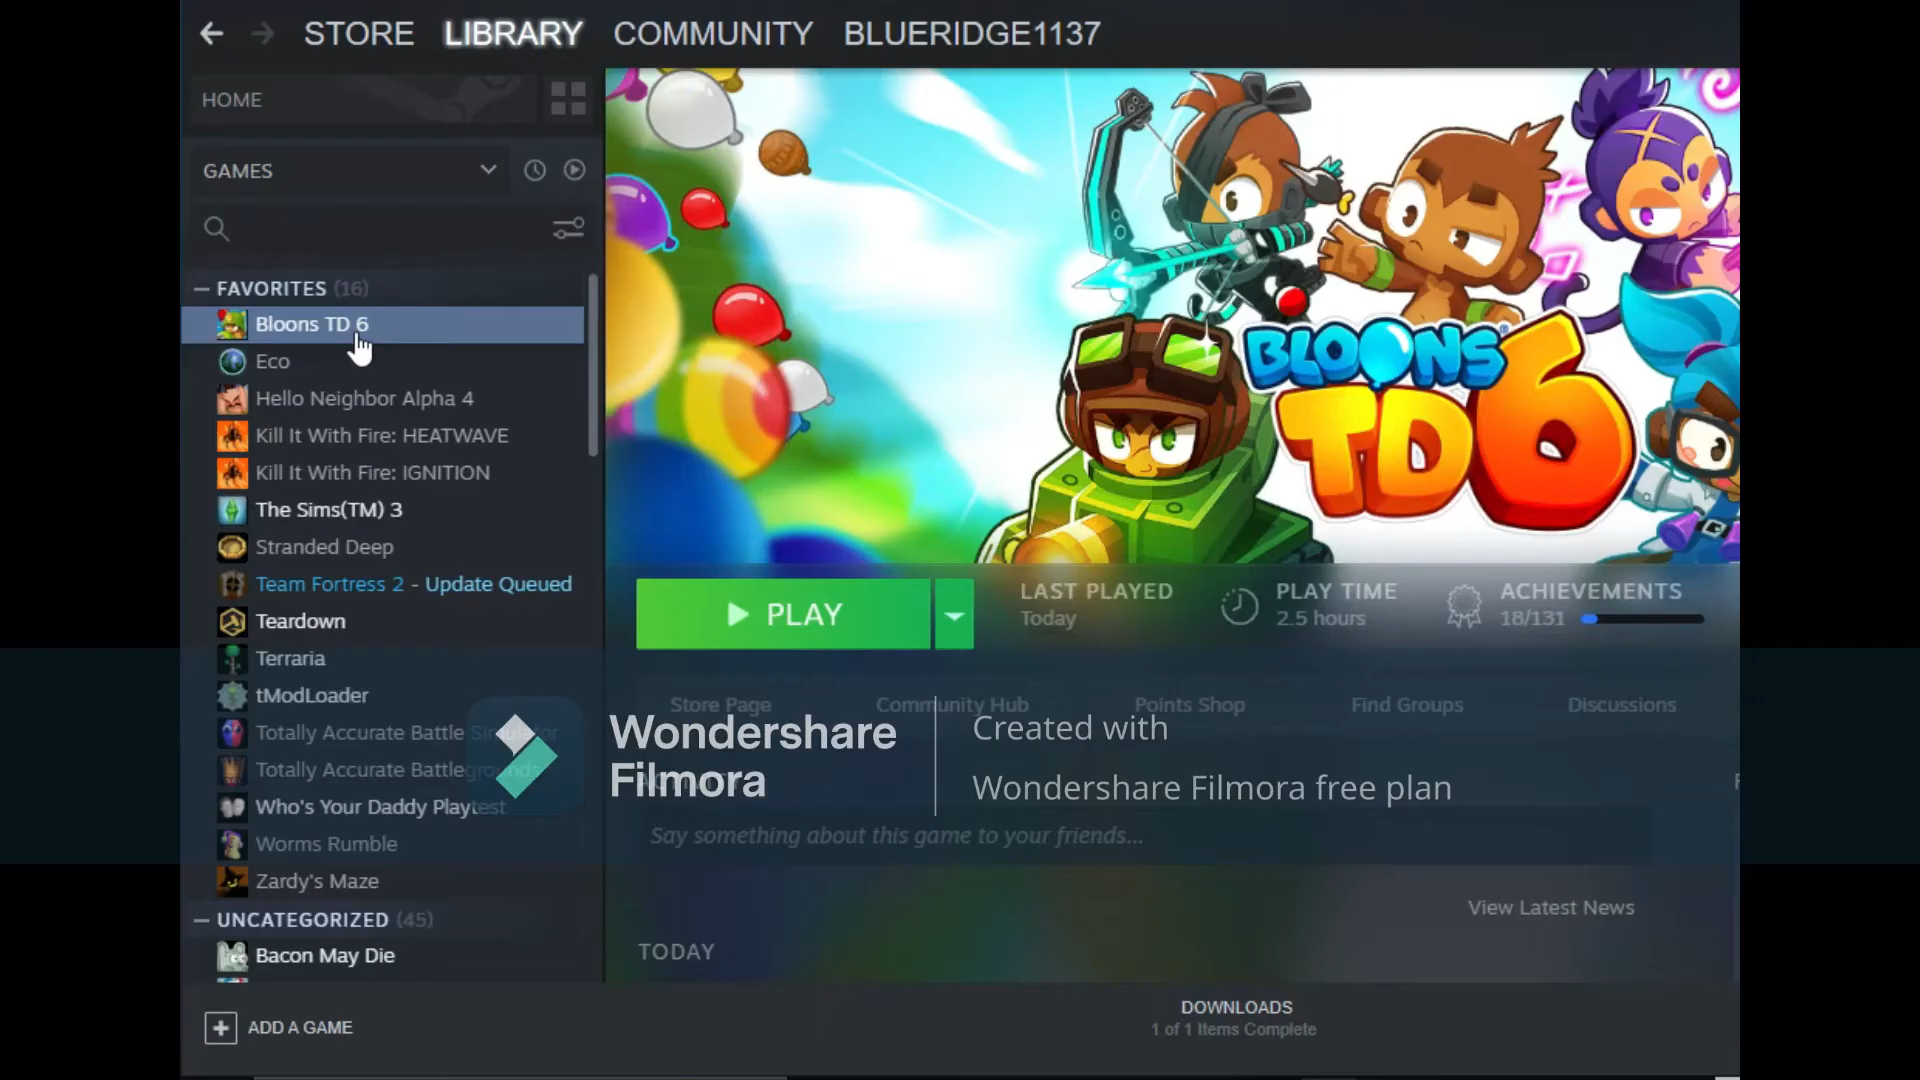 STORE LIBRARY COMMUNITY BLUERIDGE1137
HOME
GAMES
FAVORITES (16)
Bloons TD 6
Eco
Hello Neighbor Alpha 4
Kill It With Fire: HEATWAVE
Kill It With Fire: IGNITION
The Sims(TM) 3
Stranded Deep
Team Fortress 2 - Update Queued
Teardown
Terraria
tModLoader
Totally Accurate Battle Simulator
Totally Accurate Battlegrounds
Who's Your Daddy Playtest
Worms Rumble
Zardy's Maze
UNCATEGORIZED (45)
Bacon May Die
ADD A GAME
BLOONS
TD6
PLAY
LAST PLAYED
Today
PLAY TIME
2.5 hours
ACHIEVEMENTS
18/131
Store Page Community Hub Points Shop Find Groups Discussions
Wondershare
Filmora
Created with
Wondershare Filmora free plan
Say something about this game to your friends...
View Latest News
TODAY
DOWNLOADS
1 of 1 Items Complete